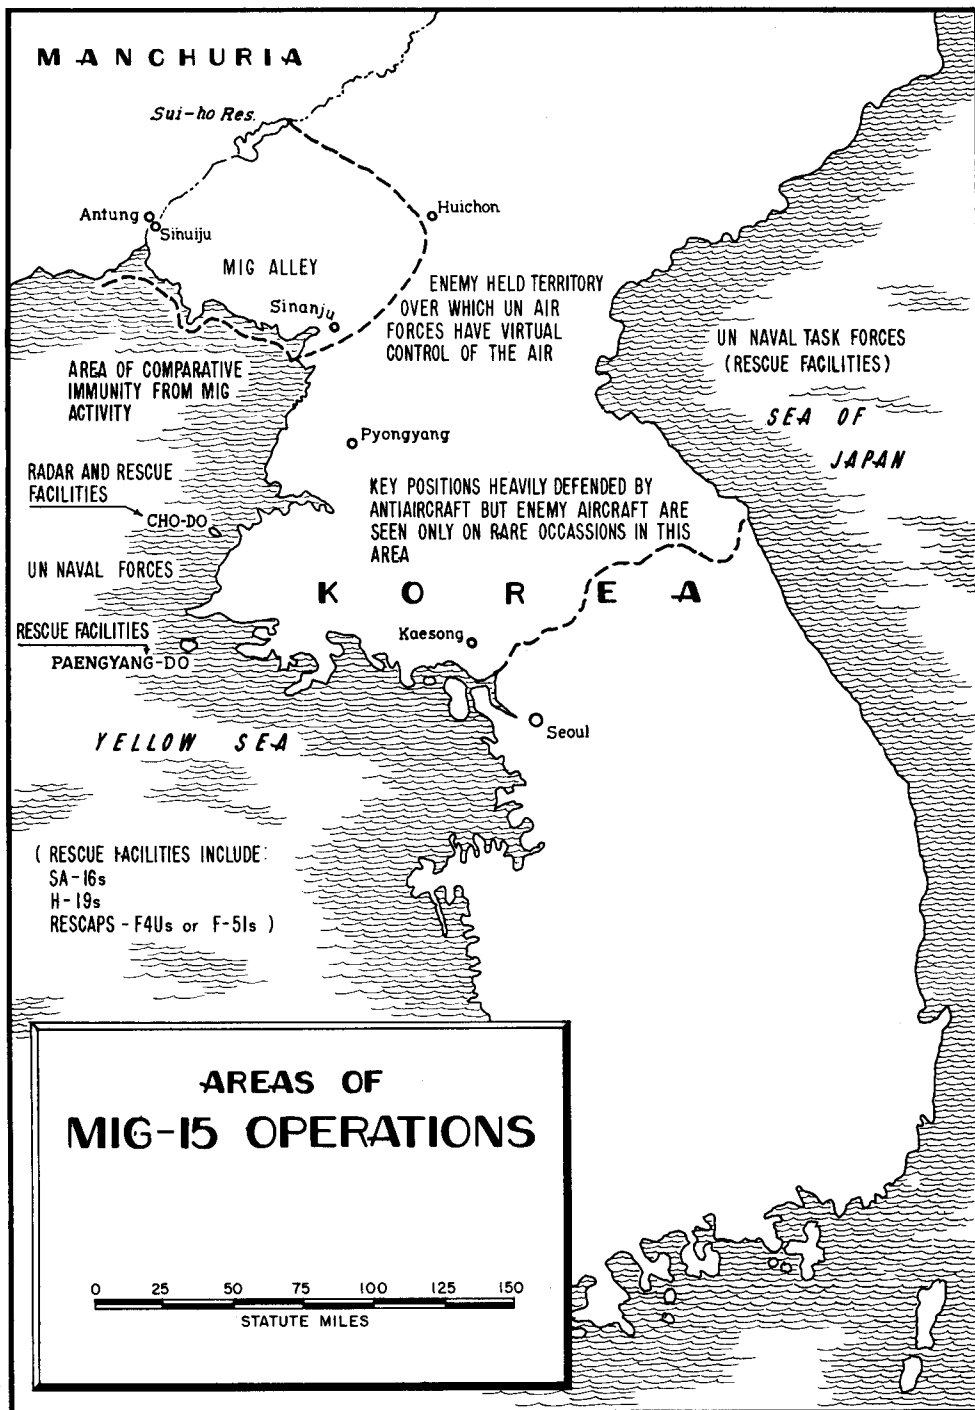 MANCHURIA
Sui-ho Res.
Antung
Sinuiju
Huichon
MIG ALLEY
Sinanju
ENEMY HELD TERRITORY
OVER WHICH UN AIR
FORCES HAVE VIRTUAL
CONTROL OF THE AIR
UN NAVAL TASK FORCES
(RESCUE FACILITIES)
AREA OF COMPARATIVE
IMMUNITY FROM MIG
ACTIVITY
SEA OF
JAPAN
Pyongyang
RADAR AND RESCUE
FACILITIES
CHO-DO
KEY POSITIONS HEAVILY DEFENDED BY
ANTIAIRCRAFT BUT ENEMY AIRCRAFT ARE
SEEN ONLY ON RARE OCCASSIONS IN THIS
AREA
UN NAVAL FORCES
KOREA
RESCUE FACILITIES
PAENGYANG-DO
Kaesong
Seoul
YELLOW SEA
( RESCUE FACILITIES INCLUDE:
SA-16s
H-19s
RESCAPS - F4Us or F-51s )
AREAS OF
MIG-15 OPERATIONS
0 25 50 75 100 125 150
STATUTE MILES